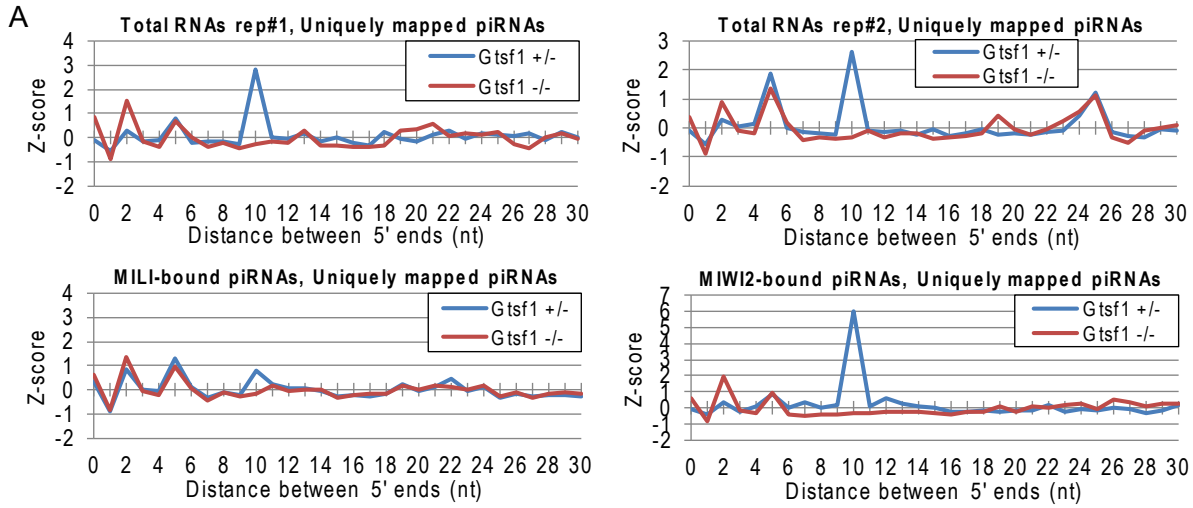 A
Total RNAs rep#1, Uniquely mapped piRNAs
4
3
2
1
0
-1
-2
Z-score
Gtsf1 +/-
Gtsf1 -/-
0 2 4 6 8 10 12 14 16 18 20 22 24 26 28 30
Distance between 5' ends (nt)
Total RNAs rep#2, Uniquely mapped piRNAs
3
2
1
0
-1
-2
Z-score
Gtsf1 +/-
Gtsf1 -/-
0 2 4 6 8 10 12 14 16 18 20 22 24 26 28 30
Distance between 5' ends (nt)
MILI-bound piRNAs, Uniquely mapped piRNAs
4
3
2
1
0
-1
-2
Z-score
Gtsf1 +/-
Gtsf1 -/-
0 2 4 6 8 10 12 14 16 18 20 22 24 26 28 30
Distance between 5' ends (nt)
MIWI2-bound piRNAs, Uniquely mapped piRNAs
7
6
5
4
3
2
1
0
-1
-2
Z-score
Gtsf1 +/-
Gtsf1 -/-
0 2 4 6 8 10 12 14 16 18 20 22 24 26 28 30
Distance between 5' ends (nt)